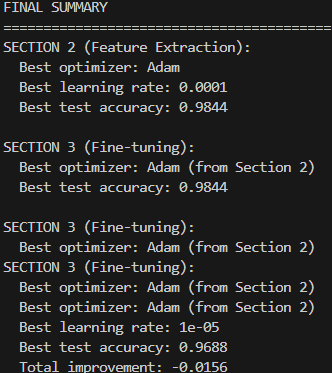 FINAL SUMMARY
=========================================
SECTION 2 (Feature Extraction):
  Best optimizer: Adam
  Best learning rate: 0.0001
  Best test accuracy: 0.9844

SECTION 3 (Fine-tuning):
  Best optimizer: Adam (from Section 2)
  Best test accuracy: 0.9844

SECTION 3 (Fine-tuning):
  Best optimizer: Adam (from Section 2)
SECTION 3 (Fine-tuning):
  Best optimizer: Adam (from Section 2)
  Best optimizer: Adam (from Section 2)
  Best learning rate: 1e-05
  Best test accuracy: 0.9688
  Total improvement: -0.0156